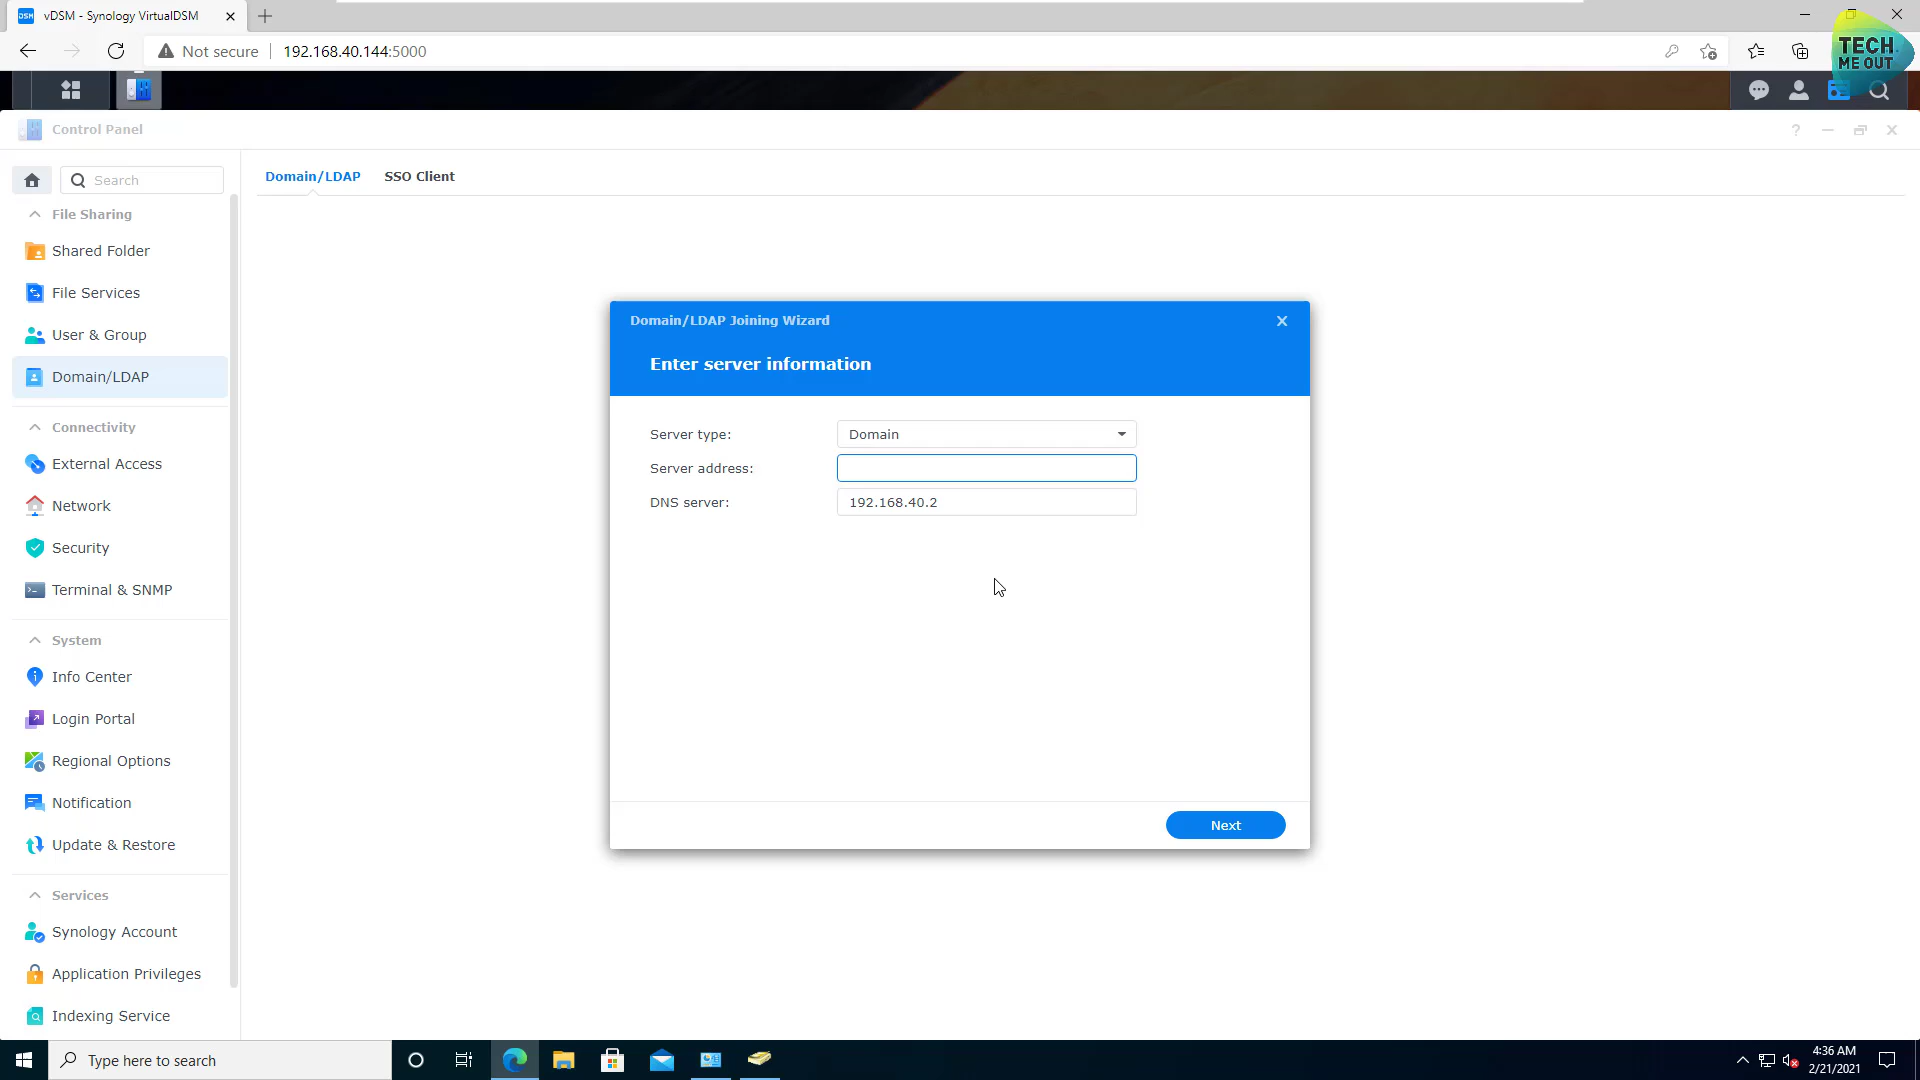 vDSM - Synology VirtualDSM
Not secure
192.168.40.144:5000
TECH
ME OUT
Control Panel
Search
Domain/LDAP
SSO Client
File Sharing
Shared Folder
File Services
User & Group
Domain/LDAP
Connectivity
External Access
Network
Security
Terminal & SNMP
System
Info Center
Login Portal
Regional Options
Notification
Update & Restore
Services
Synology Account
Application Privileges
Indexing Service
Domain/LDAP Joining Wizard
Enter server information
Server type:
Domain
Server address:
DNS server:
192.168.40.2
Next
Type here to search
4:36 AM
2/21/2021